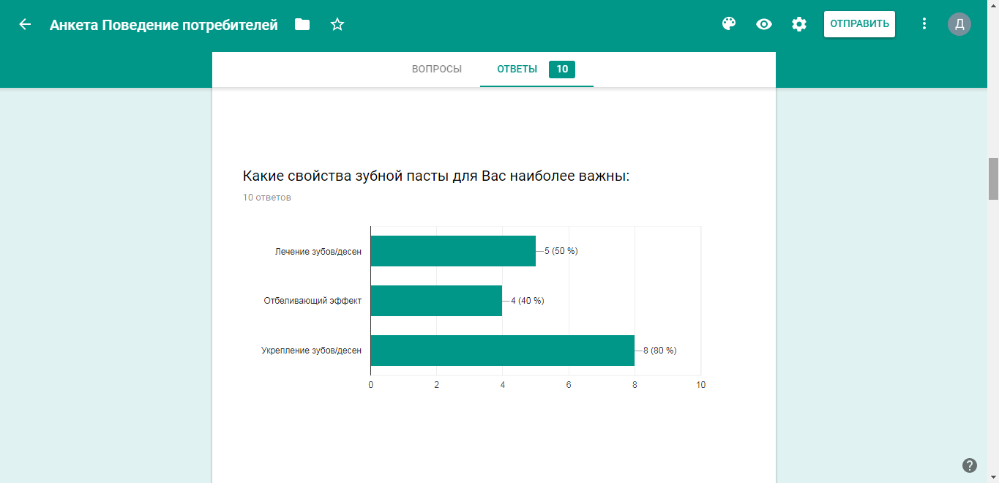 Анкета Поведение потребителей
ОТПРАВИТЬ
Д
ВОПРОСЫ
ОТВЕТЫ 10
Какие свойства зубной пасты для Вас наиболее важны:
10 ответов
Лечение зубов/десен 5 (50 %)
Отбеливающий эффект 4 (40 %)
Укрепление зубов/десен 8 (80 %)
0 2 4 6 8 10
?